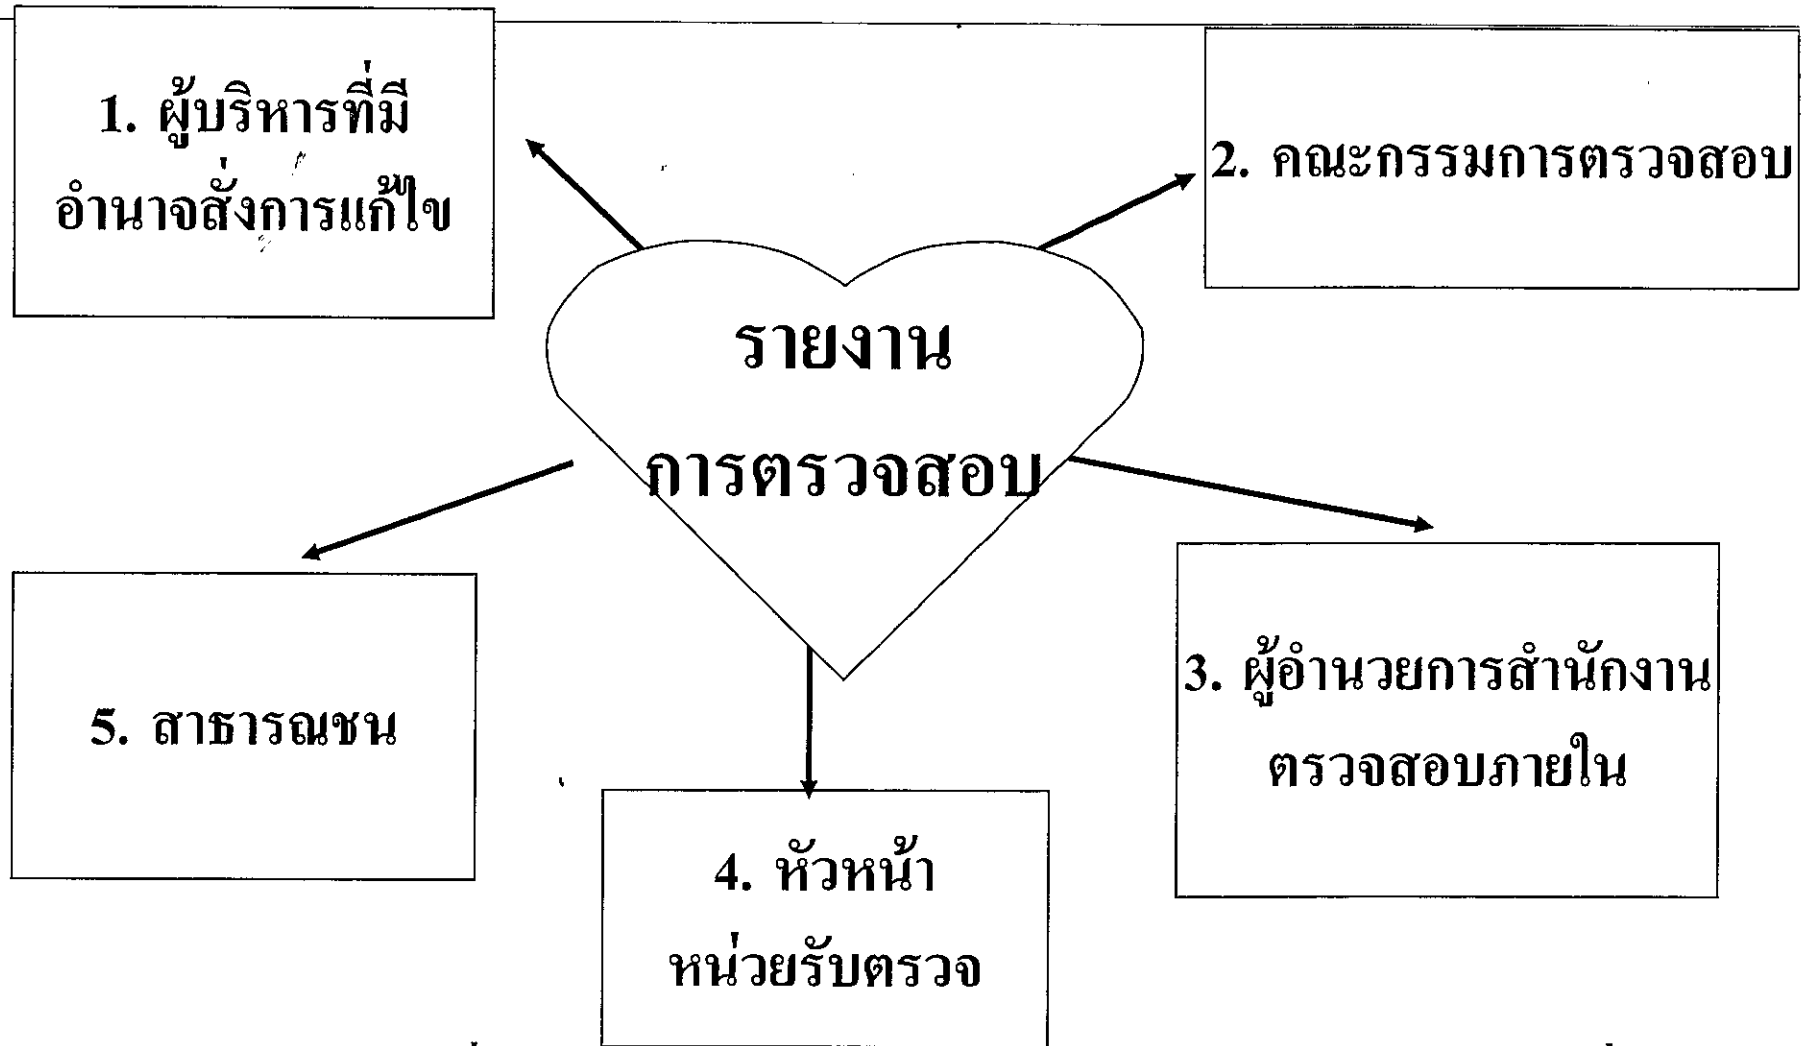 1. ผู้บริหารที่มี
อำนาจสั่งการแก้ไข
2. คณะกรรมการตรวจสอบ
รายงาน
การตรวจสอบ
3. ผู้อำนวยการสำนักงาน
ตรวจสอบภายใน
4. หัวหน้า
หน่วยรับตรวจ
5. สาธารณชน